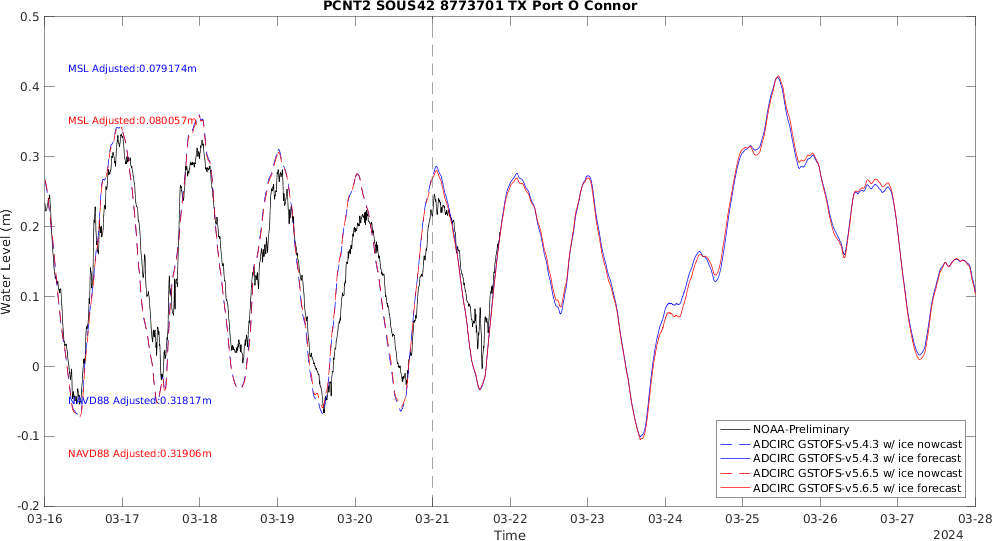 PCNT2 SOUS42 8773701 TX Port O Connor
0.5
0.4
0.3
0.2
0.1
0
-0.1
-0.2
Water Level (m)
MSL Adjusted:0.079174m
MSL Adjusted:0.080057m
NAVD88 Adjusted:0.31817m
NAVD88 Adjusted:0.31906m
NOAA-Preliminary
ADCIRC GSTOFS-v5.4.3 w/ ice nowcast
ADCIRC GSTOFS-v5.4.3 w/ ice forecast
ADCIRC GSTOFS-v5.6.5 w/ ice nowcast
ADCIRC GSTOFS-v5.6.5 w/ ice forecast
03-16 03-17 03-18 03-19 03-20 03-21 03-22 03-23 03-24 03-25 03-26 03-27 03-28
Time
2024